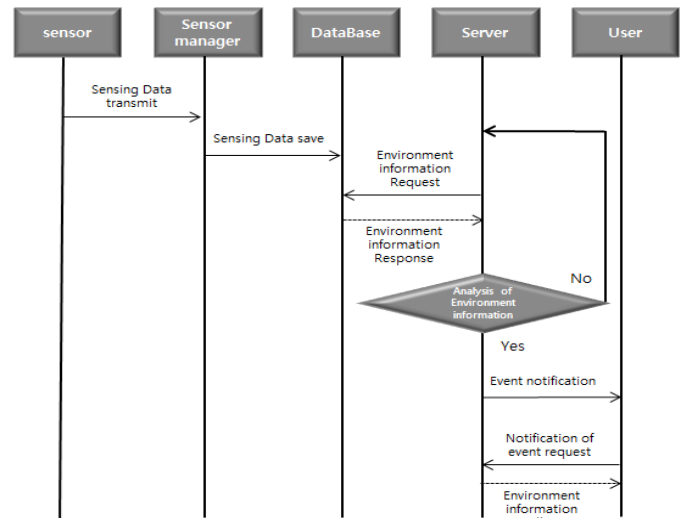 sensor
Sensor
manager
DataBase
Server
User
Sensing Data
transmit
Sensing Data save
Environment
information
Request
Environment
information
Response
No
Analysis of
Environment
information
Yes
Event notification
Notification of
event request
Environment
information